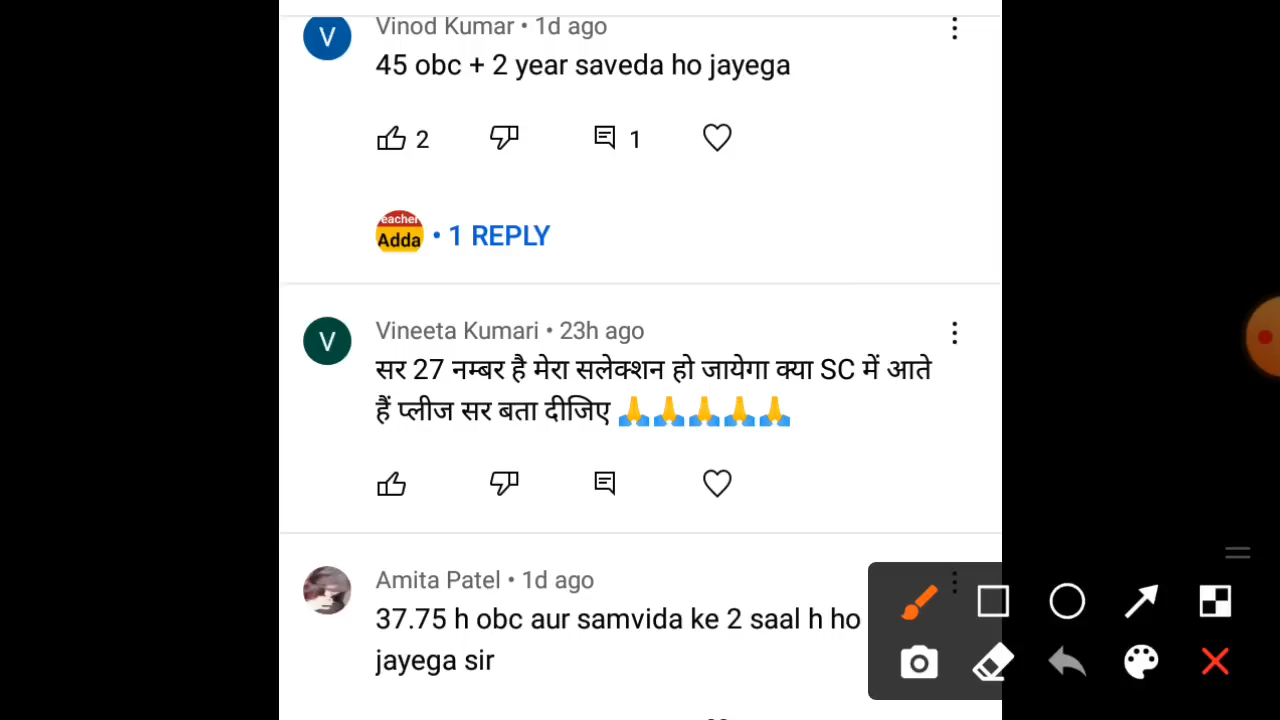 Vinod Kumar • 1d ago
45 obc + 2 year saveda ho jayega
2
1
eacher
Adda
• 1 REPLY
Vineeta Kumari • 23h ago
सर 27 नम्बर है मेरा सलेक्शन हो जायेगा क्या SC में आते
हैं प्लीज सर बता दीजिए 🙏🙏🙏🙏🙏
Amita Patel • 1d ago
37.75 h obc aur samvida ke 2 saal h ho
jayega sir
V
V